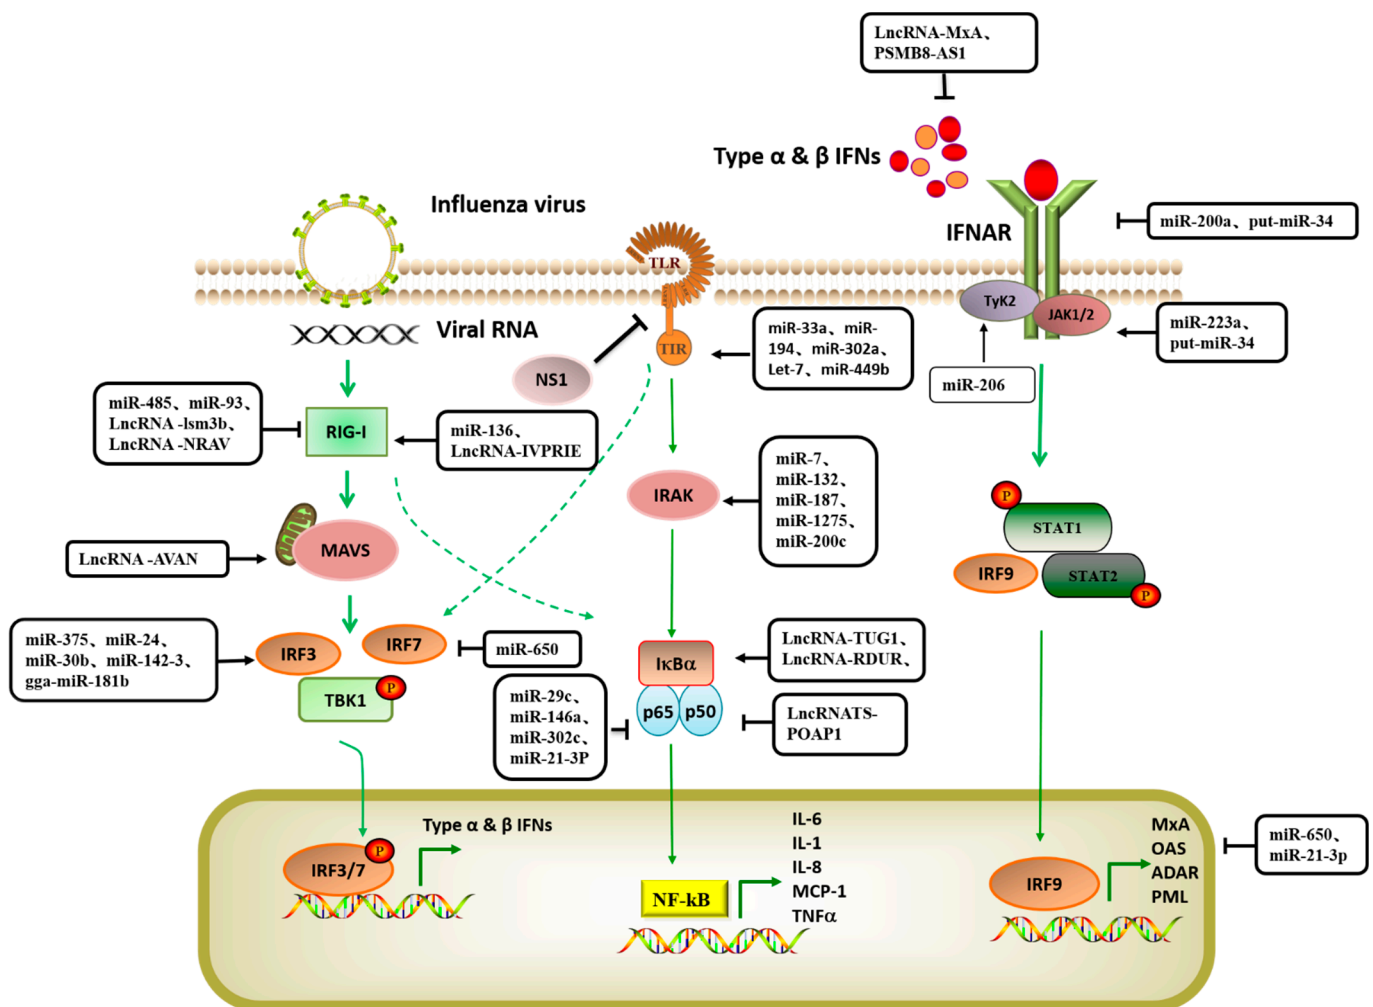 LncRNA-MxA、
PSMB8-AS1
Type α & β IFNs
Influenza virus
IFNAR
miR-200a、put-miR-34
TLR
TyK2
JAK1/2
miR-223a、
put-miR-34
Viral RNA
miR-33a、miR-
194、miR-302a、
Let-7、miR-449b
TIR
NS1
miR-206
miR-485、miR-93、
LncRNA -lsm3b、
LncRNA -NRAV
RIG-I
miR-136、
LncRNA-IVPRIE
miR-7、
miR-132、
miR-187、
miR-1275、
miR-200c
IRAK
P
STAT1
LncRNA -AVAN
MAVS
IRF9
STAT2
P
miR-375、miR-24、
miR-30b、miR-142-3、
gga-miR-181b
IRF3
IRF7
miR-650
IκBα
LncRNA-TUG1、
LncRNA-RDUR、
TBK1
P
miR-29c、
miR-146a、
miR-302c、
miR-21-3P
p65
p50
LncRNATS-
POAP1
Type α & β IFNs
IRF3/7
P
NF-kB
IL-6
IL-1
IL-8
MCP-1
TNFα
IRF9
MxA
OAS
ADAR
PML
miR-650、
miR-21-3p